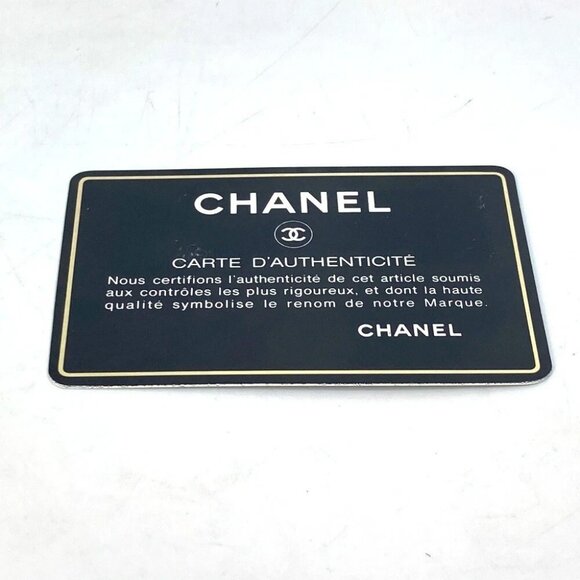 CHANEL
CARTE D'AUTHENTICITÉ
Nous certifions l'authenticité de cet article soumis
aux contrôles les plus rigoureux, et dont la haute
qualité symbolise le renom de notre Marque.
CHANEL